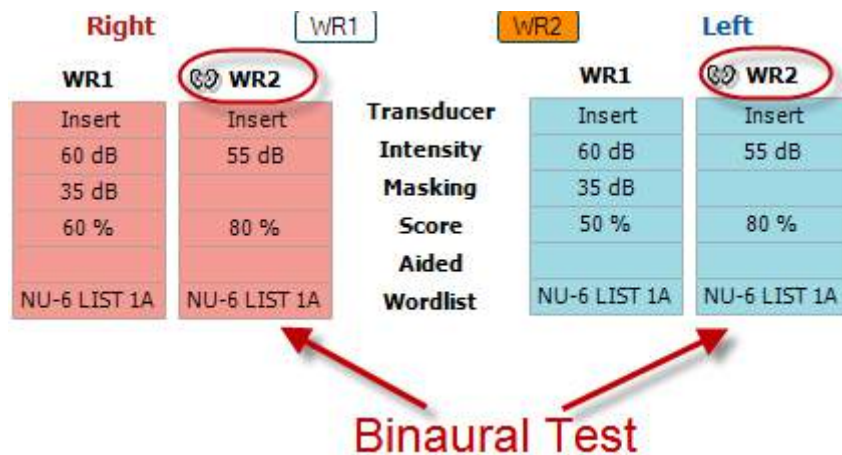 Right WR1 WR2 Left
WR1 WR2 WR1 WR2
Insert Insert Transducer Insert Insert
60 dB 55 dB Intensity 60 dB 55 dB
35 dB Masking 35 dB
60 % 80 % Score 50 % 80 %
Aided
NU-6 LIST 1A NU-6 LIST 1A Wordlist NU-6 LIST 1A NU-6 LIST 1A
Binaural Test